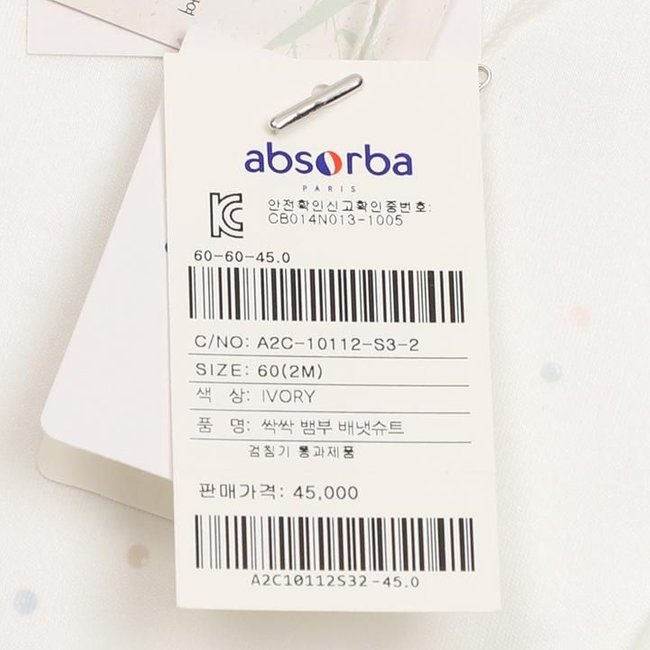 absorba
PARIS
안전확인신고확인증번호:
CB014N013-1005
60-60-45.0
C/NO: A2C-10112-S3-2
SIZE: 60(2M)
색 상: IVORY
품 명: 싹싹 뱀부 배냇슈트
검침기 통과제품
판매가격: 45,000
A2C10112S32-45.0